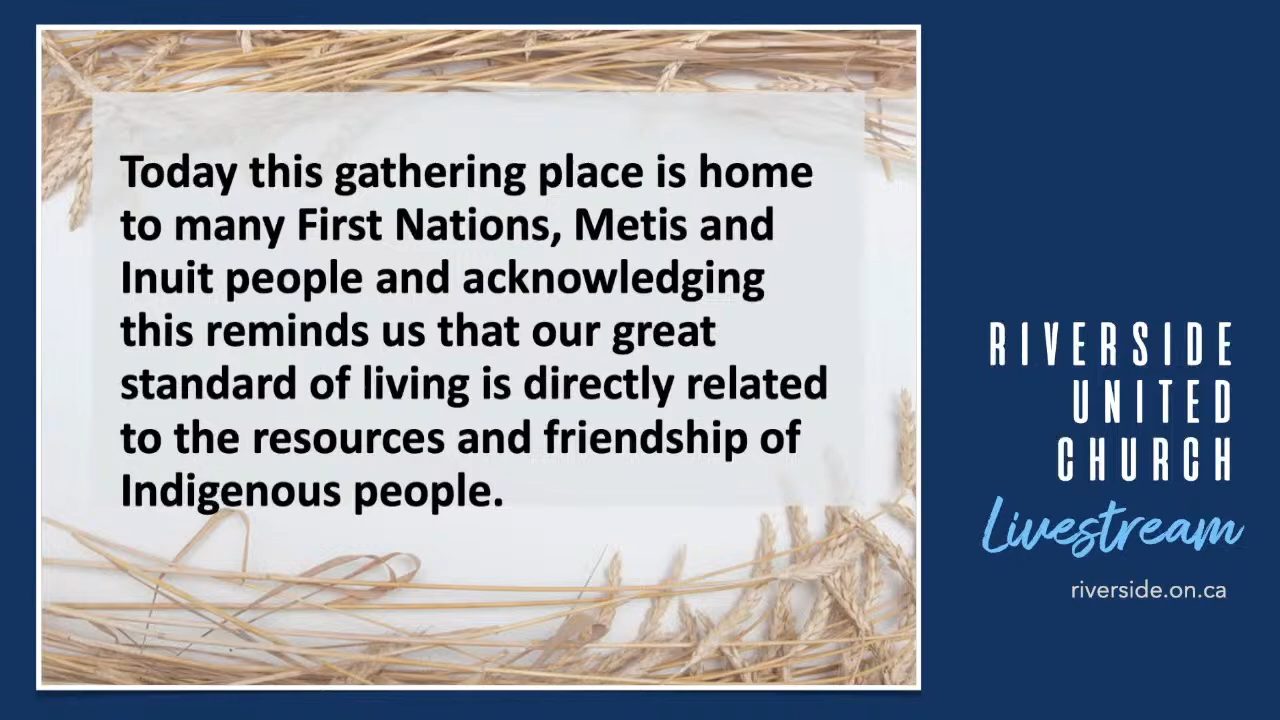 Today this gathering place is home
to many First Nations, Metis and
Inuit people and acknowledging
this reminds us that our great
standard of living is directly related
to the resources and friendship of
Indigenous people.
RIVERSIDE
UNITED
CHURCH
Livestream
riverside.on.ca